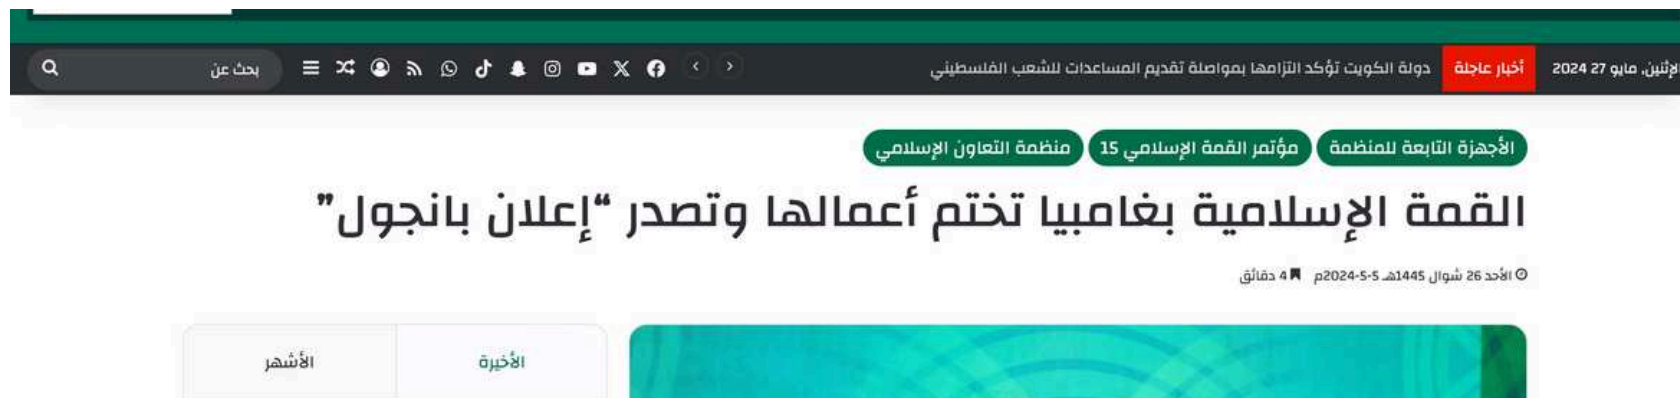 الإثنين, مايو 27 2024 أخبار عاجلة دولة الكويت تؤكد التزامها بمواصلة تقديم المساعدات للشعب الفلسطيني بحث عن
الأجهزة التابعة للمنظمة مؤتمر القمة الإسلامي 15 منظمة التعاون الإسلامي
القمة الإسلامية بغامبيا تختم أعمالها وتصدر “إعلان بانجول”
الأحد 26 شوال 1445هـ 5-5-2024م 4 دقائق
الأخيرة الأشهر